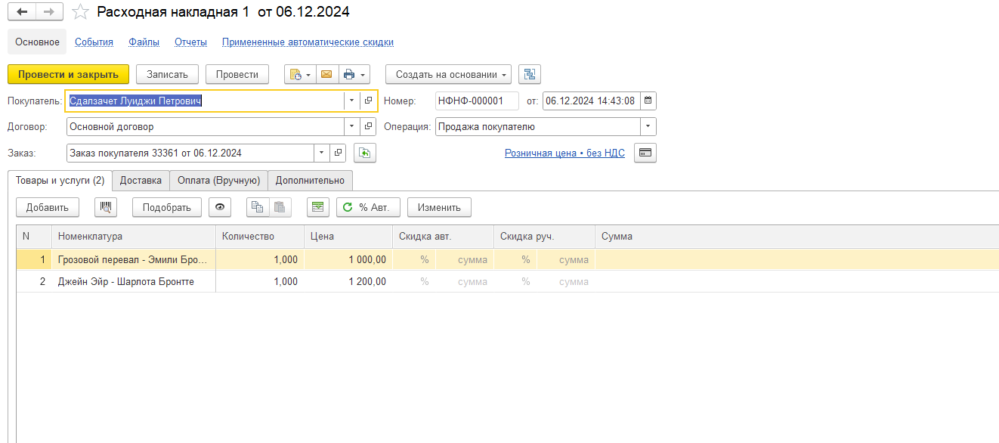 Расходная накладная 1 от 06.12.2024
Основное События Файлы Отчеты Примененные автоматические скидки
Провести и закрыть Записать Провести Создать на основании
Покупатель: Сдалзачет Луиджи Петрович Номер: НФНФ-000001 от: 06.12.2024 14:43:08
Договор: Основной договор Операция: Продажа покупателю
Заказ: Заказ покупателя 33361 от 06.12.2024 Розничная цена • без НДС
Товары и услуги (2) Доставка Оплата (Вручную) Дополнительно
Добавить Подобрать % Авт. Изменить
N Номенклатура Количество Цена Скидка авт. Скидка руч. Сумма
1 Грозовой перевал - Эмили Бро... 1,000 1 000,00 % сумма % сумма
2 Джейн Эйр - Шарлота Бронтте 1,000 1 200,00 % сумма % сумма